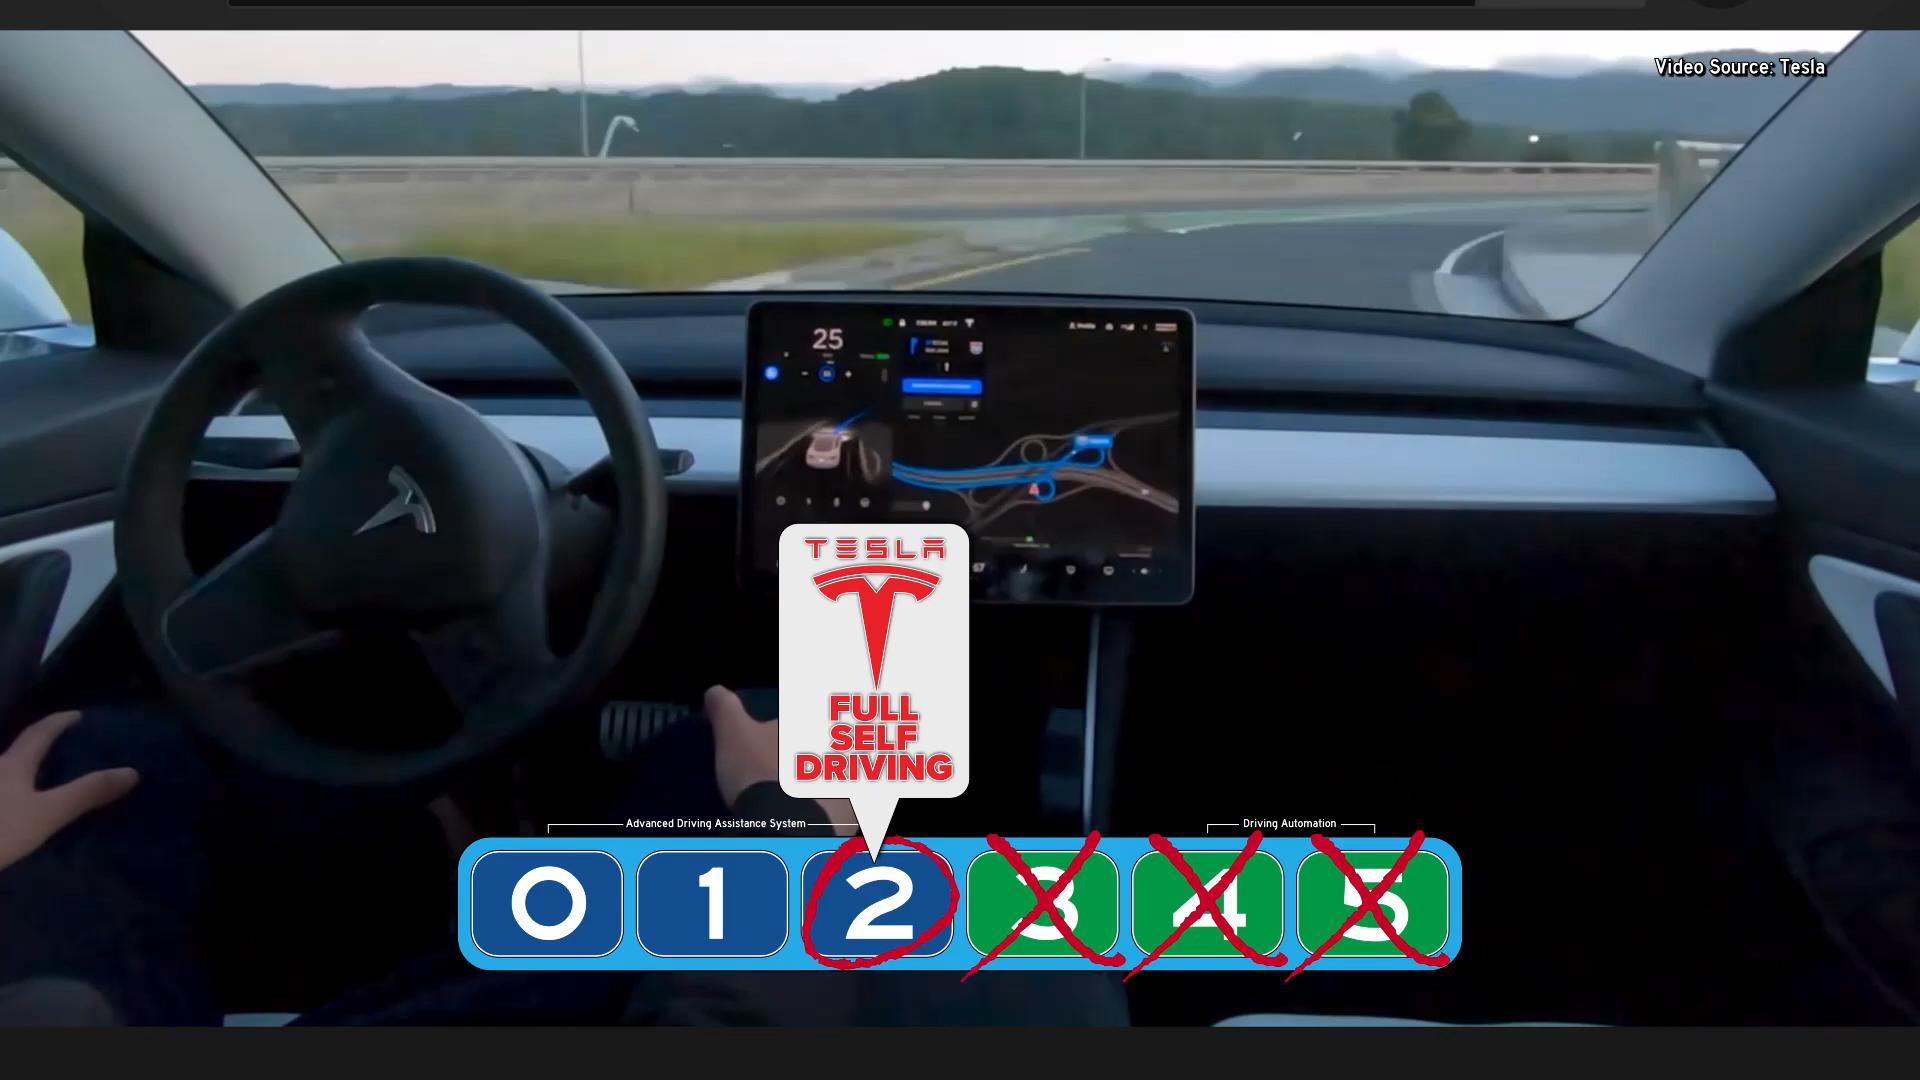 Video Source: Tesla
25
TESLA
FULL
SELF
DRIVING
Advanced Driving Assistance System
Driving Automation
0
1
2
3
4
5